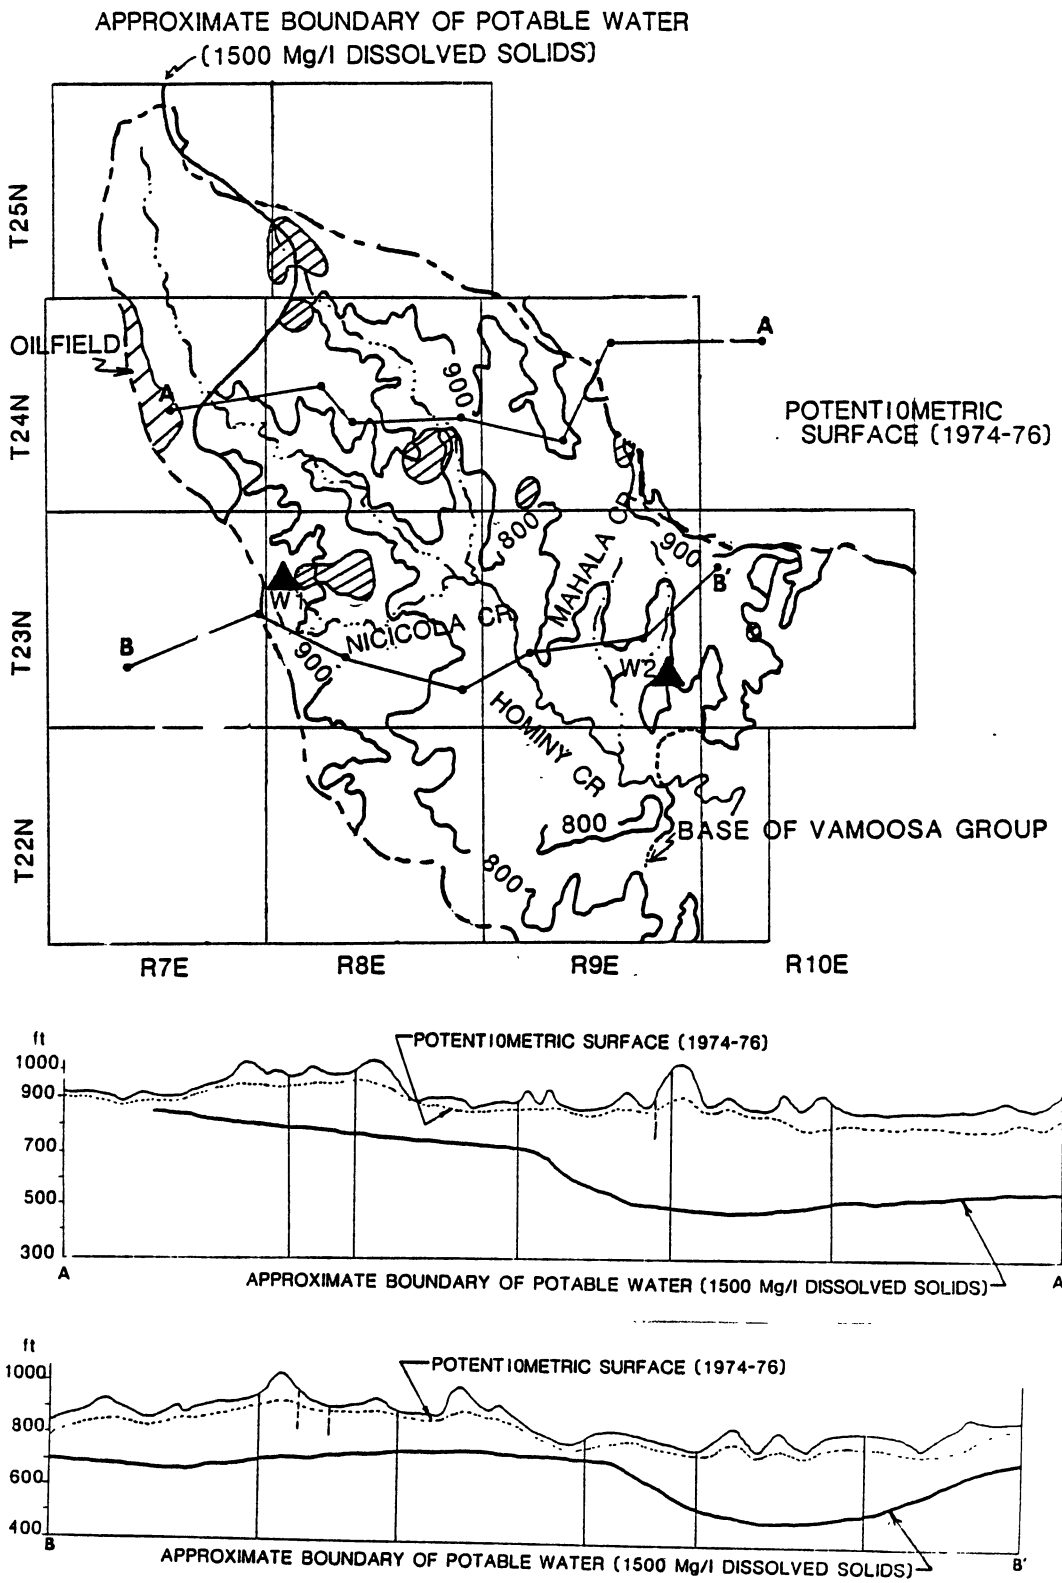 APPROXIMATE BOUNDARY OF POTABLE WATER
(1500 Mg/l DISSOLVED SOLIDS)
T25N
OILFIELD
A
900
A
T24N
POTENTIOMETRIC
SURFACE (1974-76)
800
MAHALA CR
900
B'
W1
NICICOLA CR
B
900
W2
T23N
HOMINY CR
T22N
800
BASE OF VAMOOSA GROUP
800
R7E
R8E
R9E
R10E
ft
POTENTIOMETRIC SURFACE (1974-76)
1000
900
700
500
300
A
APPROXIMATE BOUNDARY OF POTABLE WATER (1500 Mg/l DISSOLVED SOLIDS)
A
ft
POTENTIOMETRIC SURFACE (1974-76)
1000
800
600
400
B
APPROXIMATE BOUNDARY OF POTABLE WATER (1500 Mg/l DISSOLVED SOLIDS)
B'